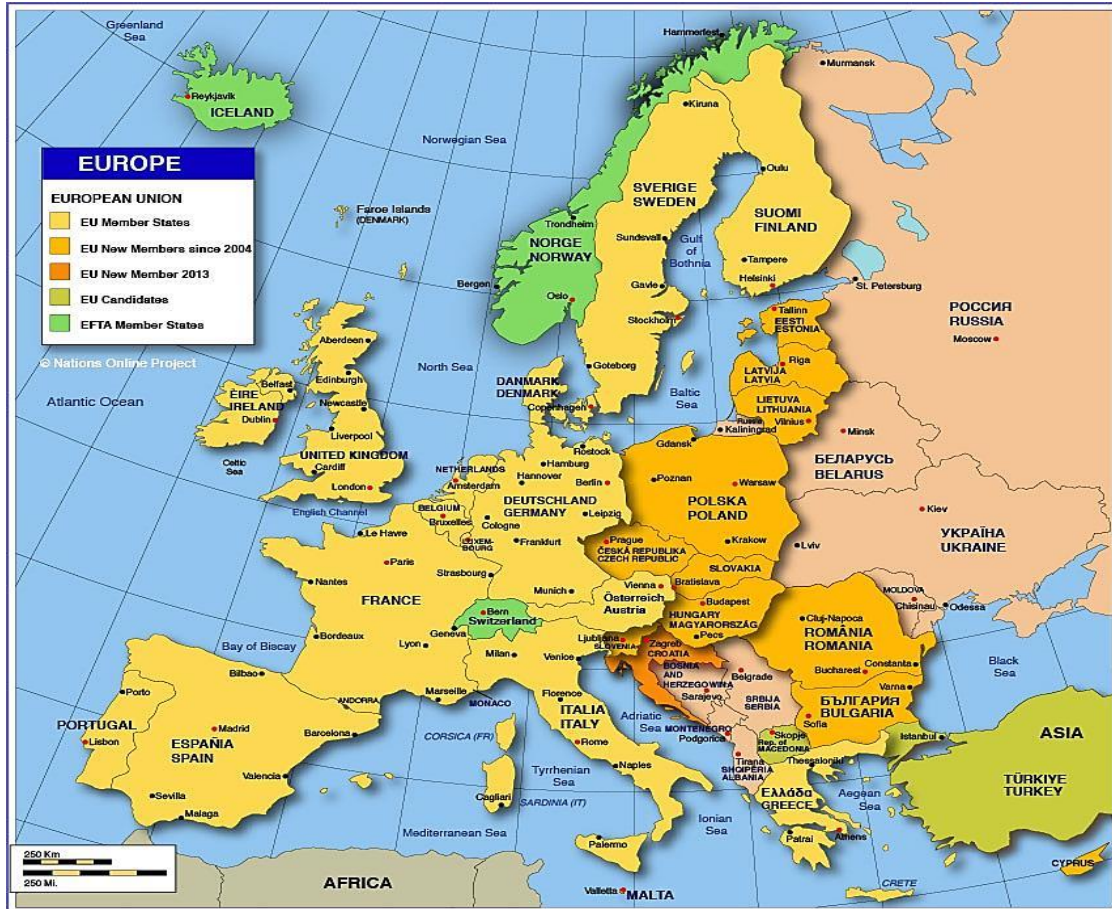 Greenland
Sea
Hammerfest
Murmansk
Reykjavik
ICELAND
Kiruna
Norwegian Sea
EUROPE
EUROPEAN UNION
EU Member States
EU New Members since 2004
EU New Member 2013
EU Candidates
EFTA Member States
© Nations Online Project
Oulu
SVERIGE
SWEDEN
SUOMI
FINLAND
Faroe Islands
(DENMARK)
Trondheim
NORGE
NORWAY
Sundsvall
Gulf
of
Bothnia
Tampere
Helsinki
Bergen
Oslo
Gavle
Stockholm
St. Petersburg
Tallinn
EESTI
ESTONIA
РОССИЯ
RUSSIA
Moscow
Aberdeen
North Sea
Goteborg
Riga
LATVIJA
LATVIA
Atlantic Ocean
Edinburgh
Belfast
ÉIRE
IRELAND
Dublin
Newcastle
Liverpool
DANMARK
DENMARK
Copenhagen
Baltic
Sea
LIETUVA
LITHUANIA
Vilnius
Russia
Kaliningrad
Minsk
БЕЛАРУСЬ
BELARUS
Celtic
Sea
UNITED KINGDOM
Cardiff
London
English Channel
NETHERLANDS
Amsterdam
Rostock
Hamburg
Hannover
Berlin
Gdansk
Poznan
Warsaw
POLSKA
POLAND
BELGIUM
Bruxelles
DEUTSCHLAND
GERMANY
Leipzig
Cologne
Frankfurt
LUXEM-
BOURG
Le Havre
Paris
Prague
ČESKÁ REPUBLIKA
CZECH REPUBLIC
Krakow
Lviv
Kiev
УКРАЇНА
UKRAINE
Strasbourg
Nantes
FRANCE
Munich
Vienna
Österreich
Austria
SLOVAKIA
Bratislava
Budapest
HUNGARY
MAGYARORSZÁG
Pecs
MOLDOVA
Chisinau
Odessa
Bern
Switzerland
Geneva
Bordeaux
Lyon
Milan
Venice
Ljubljana
SLOVENIA
Zagreb
CROATIA
Cluj-Napoca
ROMÂNIA
ROMANIA
Bucharest
Constanta
Bay of Biscay
Bilbao
Porto
ANDORRA
Marseille
MONACO
Florence
ITALIA
ITALY
BOSNIA
AND
HERZEGOWINA
Sarajevo
Belgrade
SRBIJA
SERBIA
Varna
БЪЛГАРИЯ
BULGARIA
Sofia
Black
Sea
PORTUGAL
Lisbon
Madrid
ESPAÑIA
SPAIN
Barcelona
CORSICA (FR)
Rome
Adriatic
Sea
MONTENEGRO
Podgorica
Skopje
Rep. of
MACEDONIA
Istanbul
ASIA
Valencia
Naples
Tirana
SHQIPËRIA
ALBANIA
Thessaloniki
TÜRKIYE
TURKEY
Sevilla
Malaga
Cagliari
SARDINIA (IT)
Tyrrhenian
Sea
Ελλάδα
GREECE
Aegean
Sea
Mediterranean Sea
Palermo
Ionian
Sea
Patrai
Athens
250 Km
250 Mi.
AFRICA
Valletta
MALTA
CRETE
CYPRUS